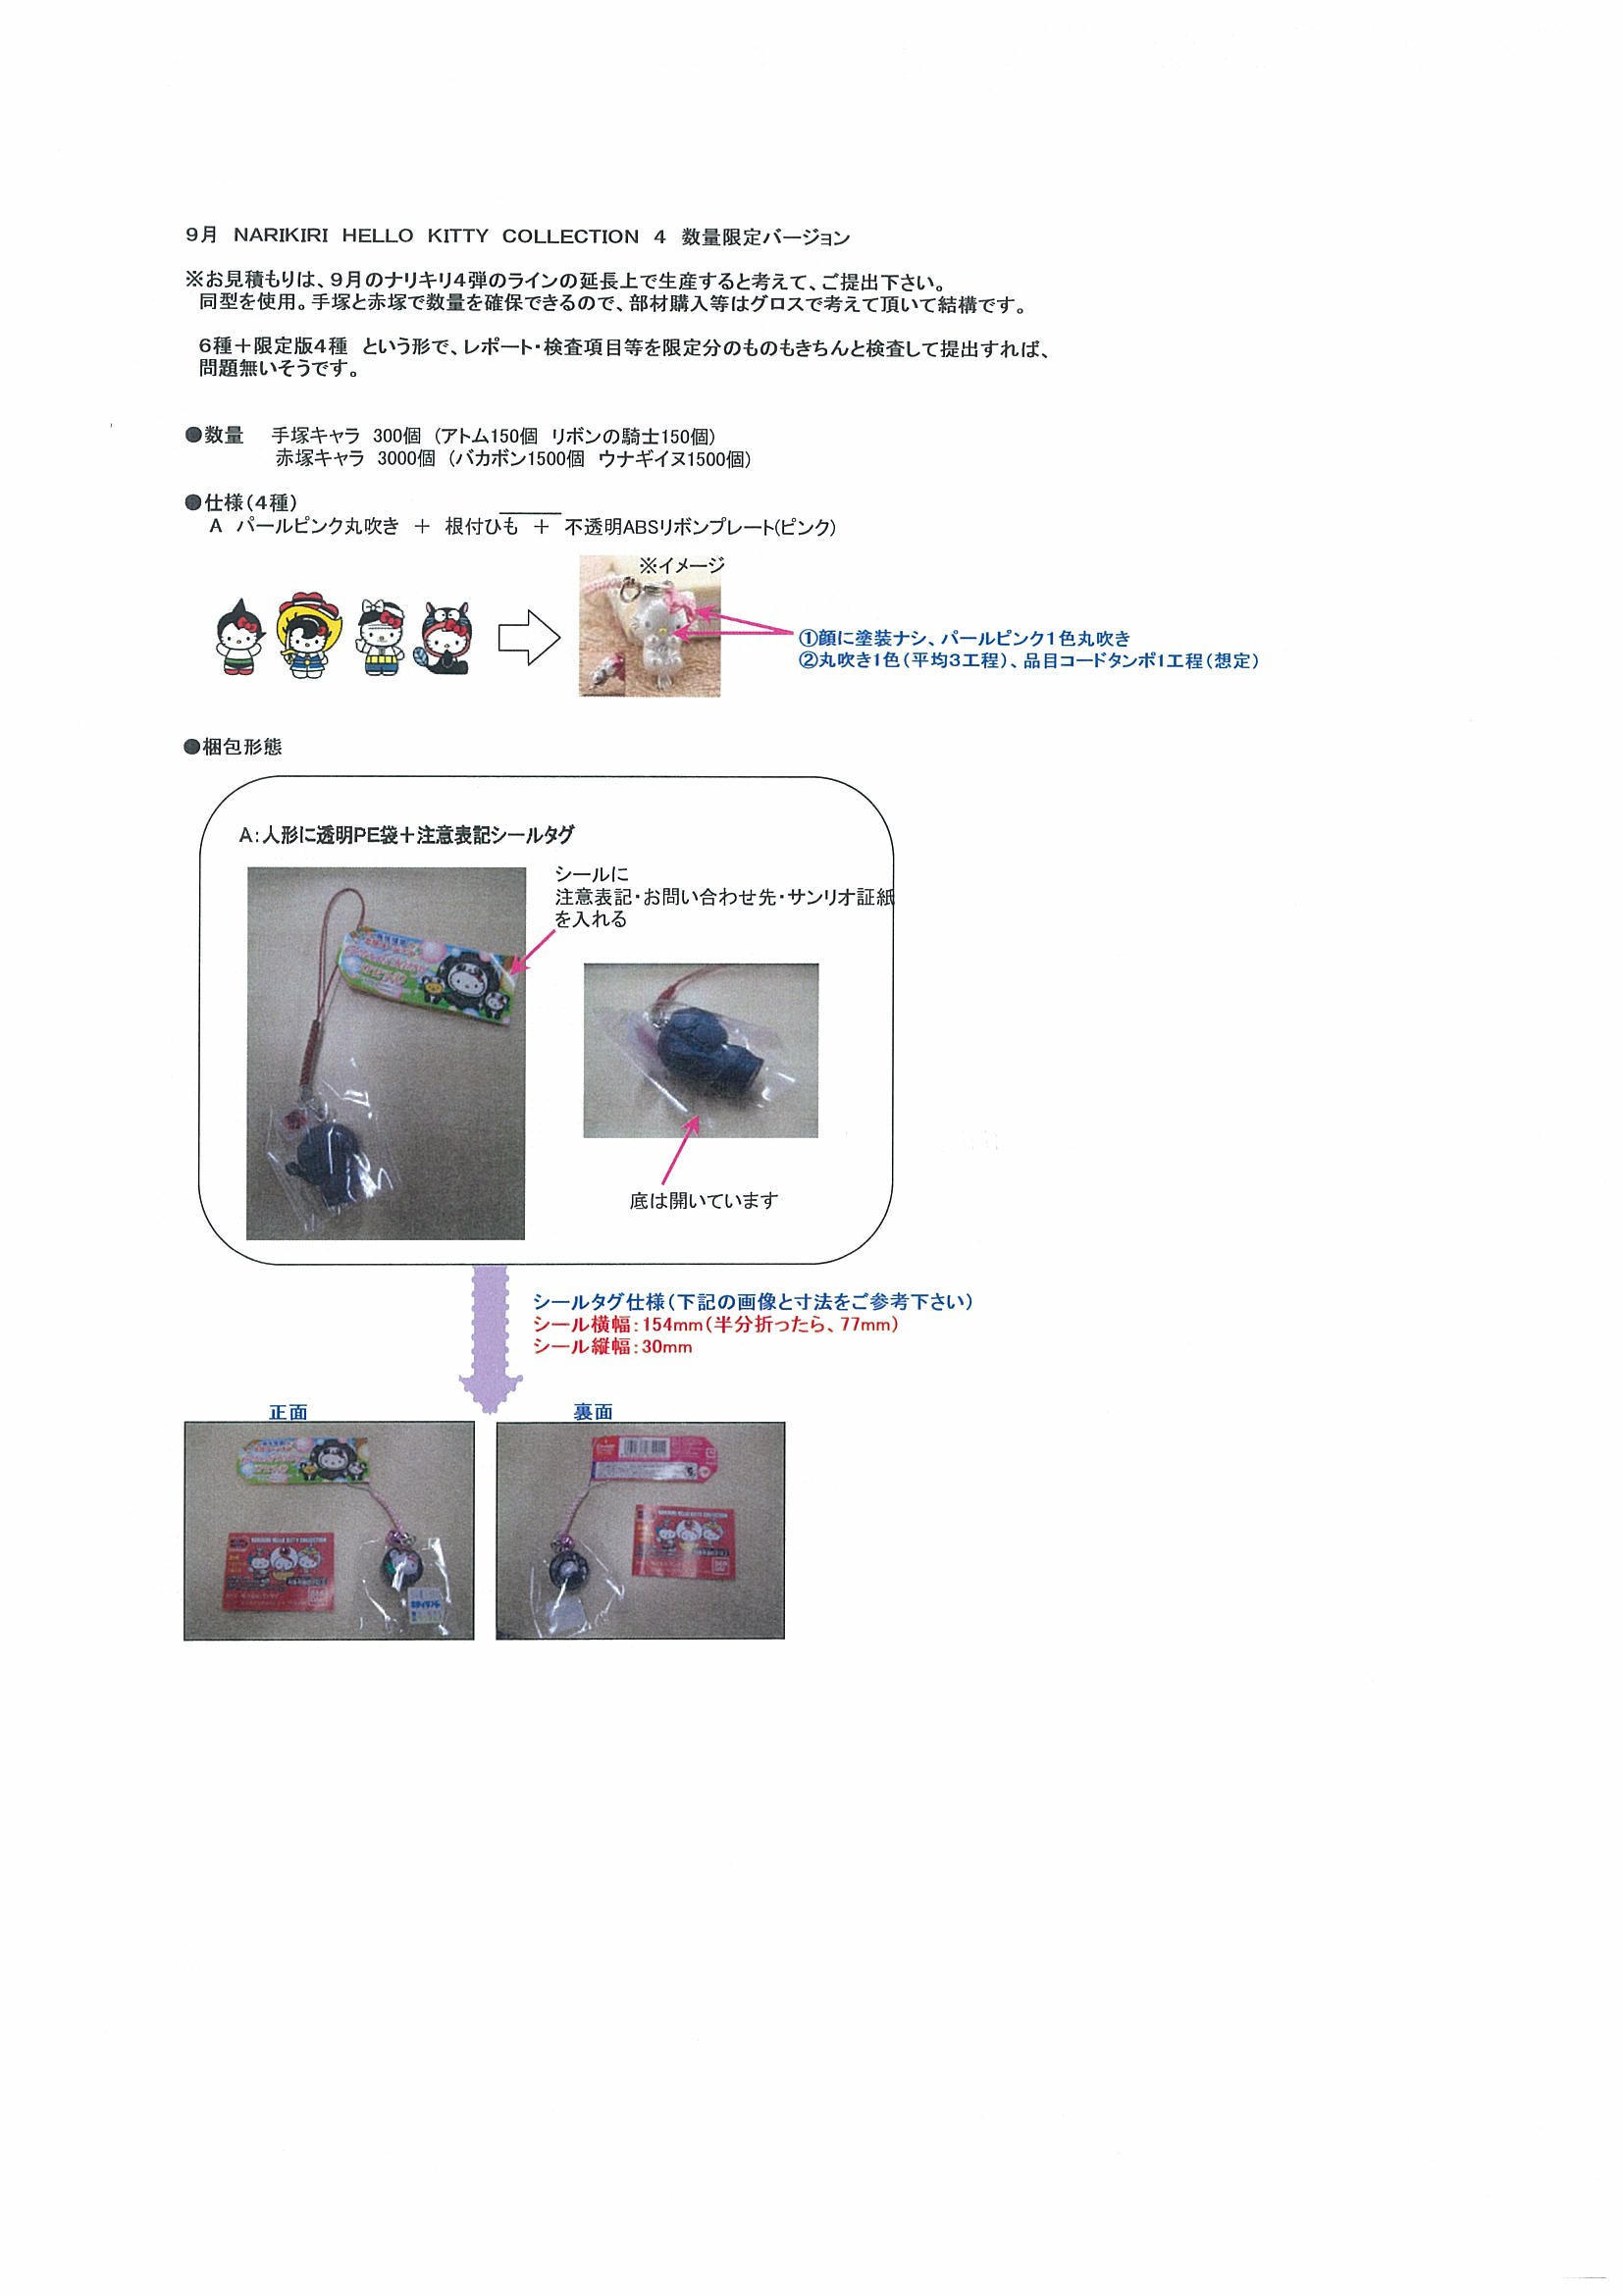 9月　NARIKIRI　HELLO　KITTY　COLLECTION　4　数量限定バージョン
※お見積もりは、9月のナリキリ4弾のラインの延長上で生産すると考えて、ご提出下さい。
同型を使用。手塚と赤塚で数量を確保できるので、部材購入等はグロスで考えて頂いて結構です。
6種＋限定版4種　という形で、レポート・検査項目等を限定分のものもきちんと検査して提出すれば、
問題無いそうです。
●数量　手塚キャラ　300個　(アトム150個　リボンの騎士150個)
赤塚キャラ　3000個　(バカボン1500個　ウナギイヌ1500個)
●仕様(4種)
A　パールピンク丸吹き　＋　根付ひも　＋　不透明ABSリボンプレート(ピンク)
※イメージ
①顔に塗装ナシ、パールピンク1色丸吹き
②丸吹き1色(平均3工程)、品目コードタンポ1工程(想定)
●梱包形態
A：人形に透明PE袋＋注意表記シールタグ
シールに
注意表記・お問い合わせ先・サンリオ証紙
を入れる
底は開いています
シールタグ仕様(下記の画像と寸法をご参考下さい)
シール横幅：154mm(半分折ったら、77mm)
シール縦幅：30mm
正面
裏面
NARIKIRI HELLO KITTY COLLECTION
NARIKIRI HELLO KITTY COLLECTION